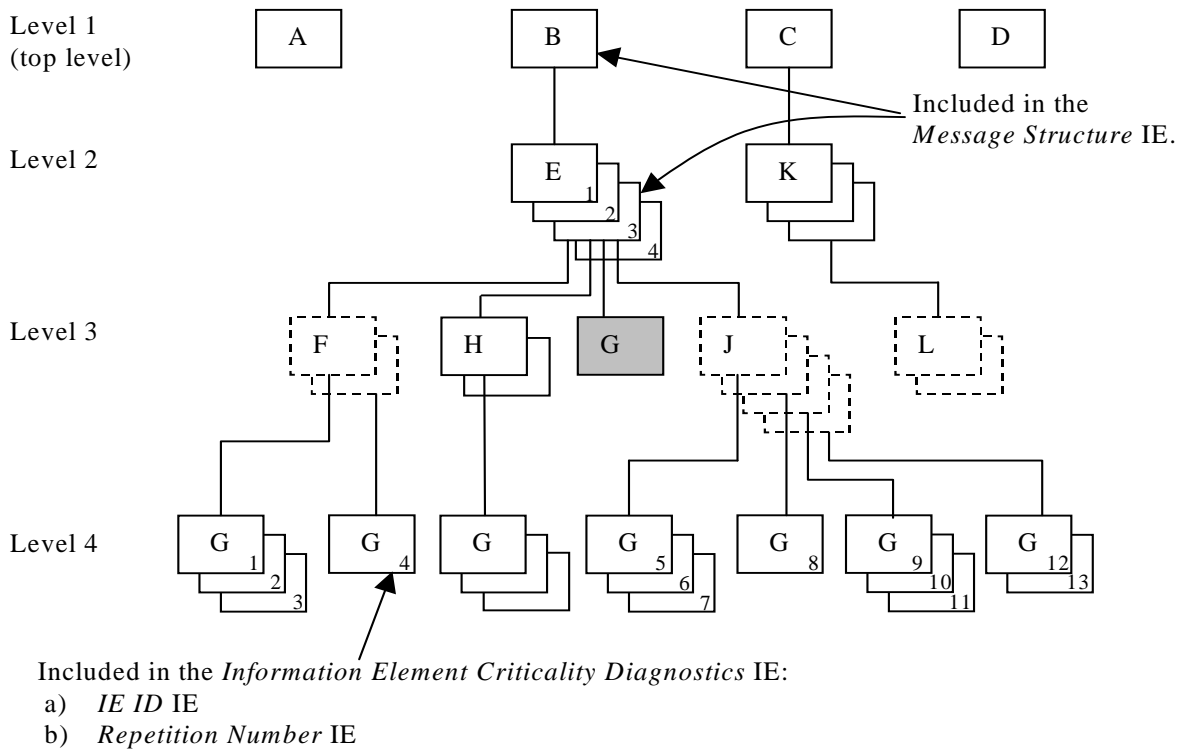 Level 1
(top level)
A
B
C
D
Included in the
Message Structure IE.
Level 2
E
1
2
3
4
K
Level 3
F
H
G
J
L
Level 4
G
1
2
3
G
4
G
G
5
6
7
G
8
G
9
10
11
G
12
13
Included in the Information Element Criticality Diagnostics IE:
a) IE ID IE
b) Repetition Number IE